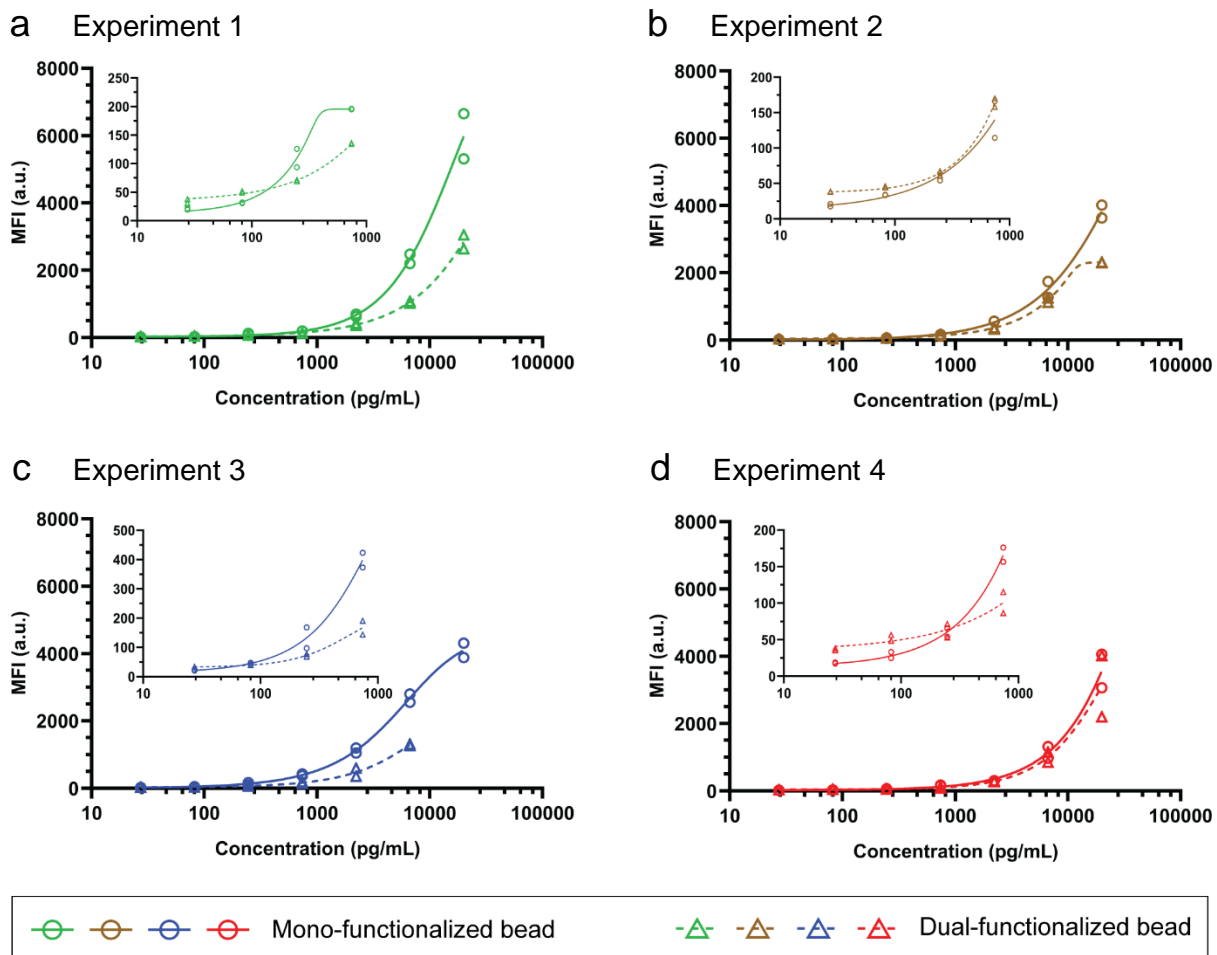 a Experiment 1
8000
6000
4000
2000
0
MFI (a.u.)
250
200
150
100
50
0
10 100 1000
10 100 1000 10000 100000
Concentration (pg/mL)
b Experiment 2
8000
6000
4000
2000
0
MFI (a.u.)
200
150
100
50
0
10 100 1000
10 100 1000 10000 100000
Concentration (pg/mL)
c Experiment 3
8000
6000
4000
2000
0
MFI (a.u.)
500
400
300
200
100
0
10 100 1000
10 100 1000 10000 100000
Concentration (pg/mL)
d Experiment 4
8000
6000
4000
2000
0
MFI (a.u.)
200
150
100
50
0
10 100 1000
10 100 1000 10000 100000
Concentration (pg/mL)
Mono-functionalized bead
Dual-functionalized bead